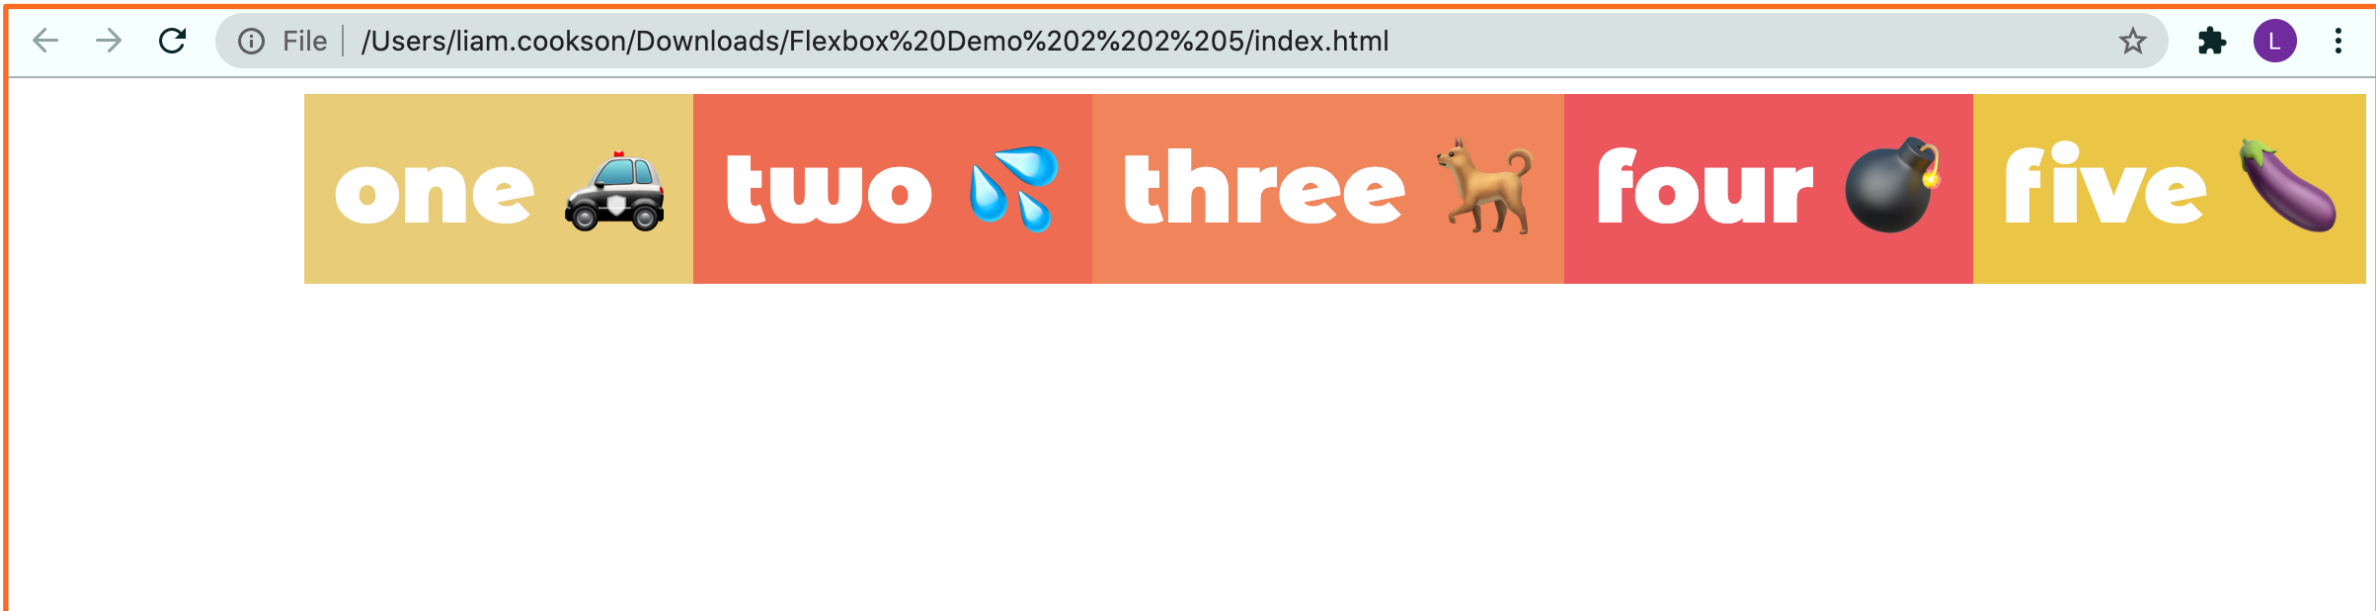 File /Users/liam.cookson/Downloads/Flexbox%20Demo%202%202%205/index.html L
one 🚓 two 💦 three 🐕 four 💣 five 🍆